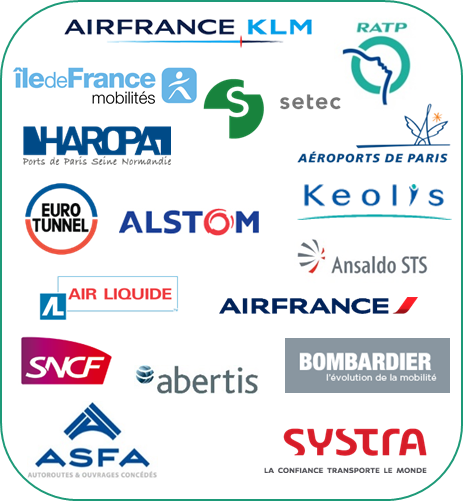 AIRFRANCE KLM
RATP
îledeFrance
mobilités
S setec
HAROPA
Ports de Paris Seine Normandie
AÉROPORTS DE PARIS
EURO
TUNNEL
ALSTOM
Keolis
Ansaldo STS
AL AIR LIQUIDE
AIRFRANCE
SNCF
abertis
BOMBARDIER
l'évolution de la mobilité
ASFA
AUTOROUTES & OUVRAGES CONCÉDÉS
SYSTRA
LA CONFIANCE TRANSPORTE LE MONDE